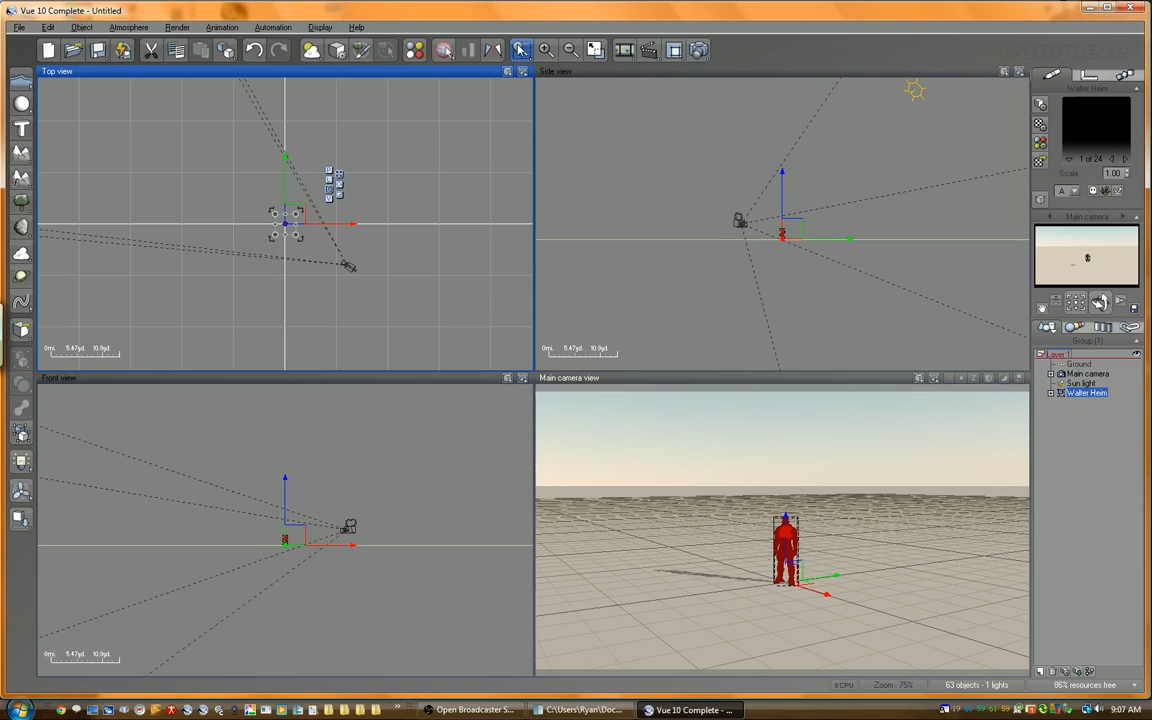 Vue 10 Complete - Untitled
File Edit Object Atmosphere Render Animation Automation Display Help
Top view
Side view
Walter Heim
1 of 24
Scale 1.00
A
Main camera
0mi. 5.47yd. 10.9yd.
0mi. 5.47yd. 10.9yd.
Group (1)
Layer 1
Ground
Main camera
Sun light
Walter Heim
Front view
Main camera view
0mi. 5.47yd. 10.9yd.
8 CPU
Zoom : 75%
63 objects - 1 lights
86% resources free
Open Broadcaster S...
C:\Users\Ryan\Doc...
Vue 10 Complete - ...
9:07 AM